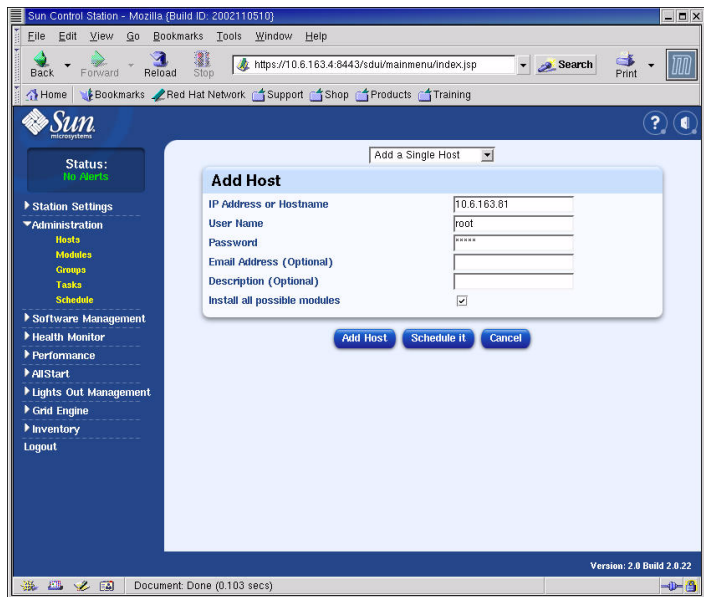 Sun Control Station - Mozilla {Build ID: 2002110510}
File Edit View Go Bookmarks Tools Window Help
Back Forward Reload Stop https://10.6.163.4:8443/sdui/mainmenu/index.jsp Search Print
Home Bookmarks Red Hat Network Support Shop Products Training
Sun
microsystems
?
Status:
No Alerts
Station Settings
Administration
Hosts
Modules
Groups
Tasks
Schedule
Software Management
Health Monitor
Performance
AllStart
Lights Out Management
Grid Engine
Inventory
Logout
Add a Single Host
Add Host
IP Address or Hostname 10.6.163.81
User Name root
Password *****
Email Address (Optional)
Description (Optional)
Install all possible modules
Add Host Schedule it Cancel
Version: 2.0 Build 2.0.22
Document: Done (0.103 secs)